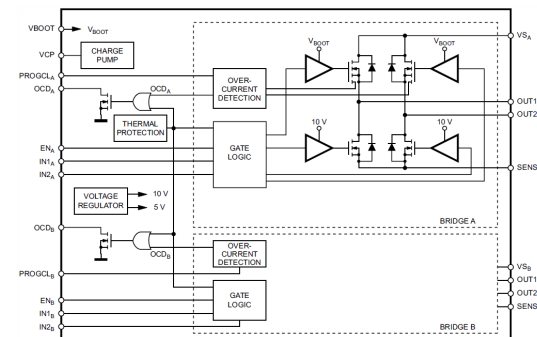 VBOOT
VBOOT
VCP
CHARGE
PUMP
PROGCLA
OCDA
OCDA
THERMAL
PROTECTION
OVER-
CURRENT
DETECTION
VBOOT
VBOOT
VSA
OUT1
OUT2
10 V
10 V
ENA
IN1A
IN2A
GATE
LOGIC
SENS
VOLTAGE
REGULATOR
10 V
5 V
BRIDGE A
OCDB
OCDB
OVER-
CURRENT
DETECTION
PROGCLB
ENB
IN1B
IN2B
GATE
LOGIC
VSB
OUT1
OUT2
SENS
BRIDGE B